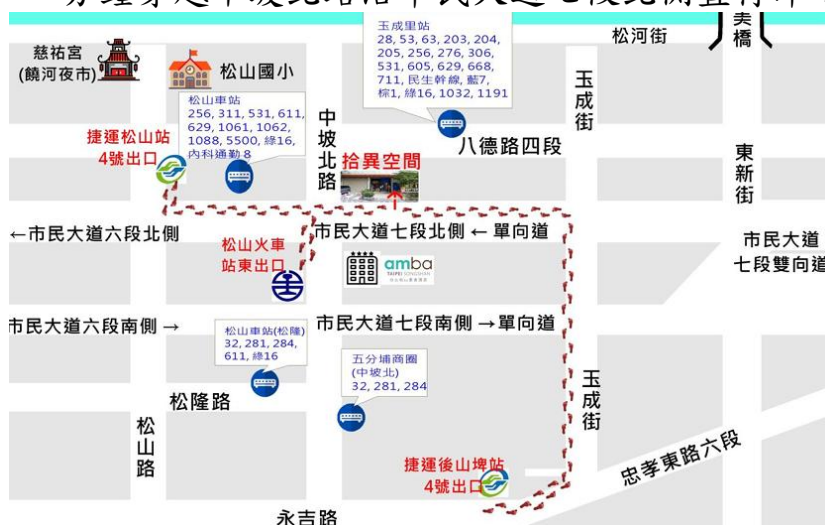 慈祐宮
(饒河夜市)
松山國小
松山車站
256, 311, 531, 611,
629, 1061, 1062,
1088, 5500, 綠16,
內科通勤 8
捷運松山站
4號出口
中坡北路
玉成里站
28, 53, 63, 203, 204,
205, 256, 276, 306,
531, 605, 629, 668,
711, 民生幹線, 藍7,
棕1, 綠16, 1032, 1191
松河街
美橋
玉成街
八德路四段
東新街
拾異空間
←市民大道六段北側
市民大道七段北側 ← 單向道
市民大道
七段雙向道
松山火車
站東出口
amba
TAIPEI SONGSHAN
市民大道六段南側 →
市民大道七段南側 →單向道
松山車站(松隆)
32, 281, 284,
611, 綠16
五分埔商圈
(中坡北)
32, 281, 284
松隆路
松山路
玉成街
捷運後山埤站
4號出口
忠孝東路六段
永吉路